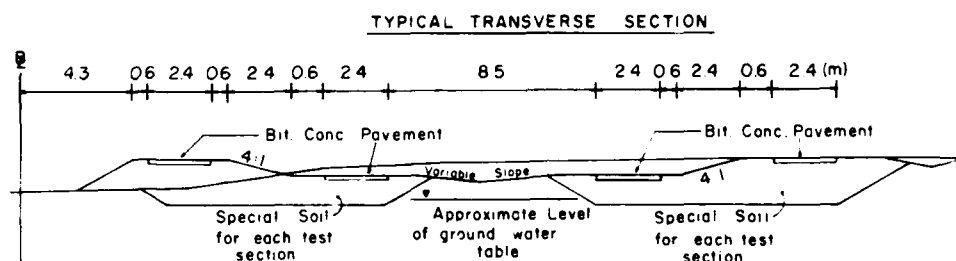 TYPICAL TRANSVERSE SECTION
4.3 0.6 2.4 0.6 2.4 0.6 2.4 8.5 2.4 0.6 2.4 0.6 2.4 (m)
Bit. Conc. Pavement
Bit. Conc. Pavement
4:1
Variable Slope
4:1
Special Soil
for each test
section
Approximate Level
of ground water
table
Special Soil
for each test
section